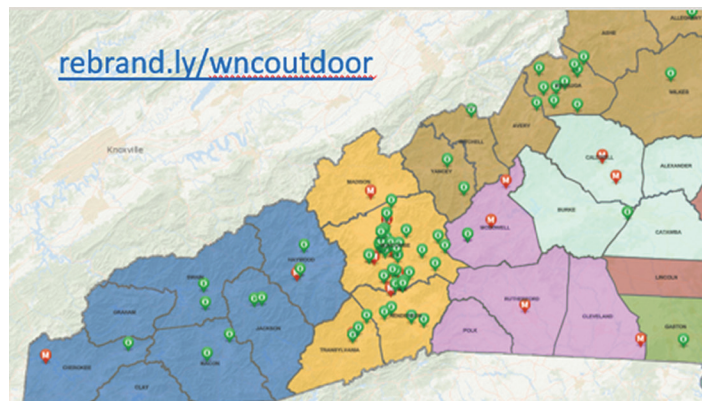 rebrand.ly/wncoutdoor
ASHE
ALLEGHANY
WILKES
Knoxville
MITCHELL
AVERY
YANCEY
CALDWELL
ALEXANDER
MADISON
BURKE
MCDOWELL
CATAWBA
HAYWOOD
SWAIN
LINCOLN
GRAHAM
RUTHERFORD
CLEVELAND
JACKSON
HENDERSON
POLK
GASTON
TRANSYLVANIA
MACON
CHEROKEE
CLAY